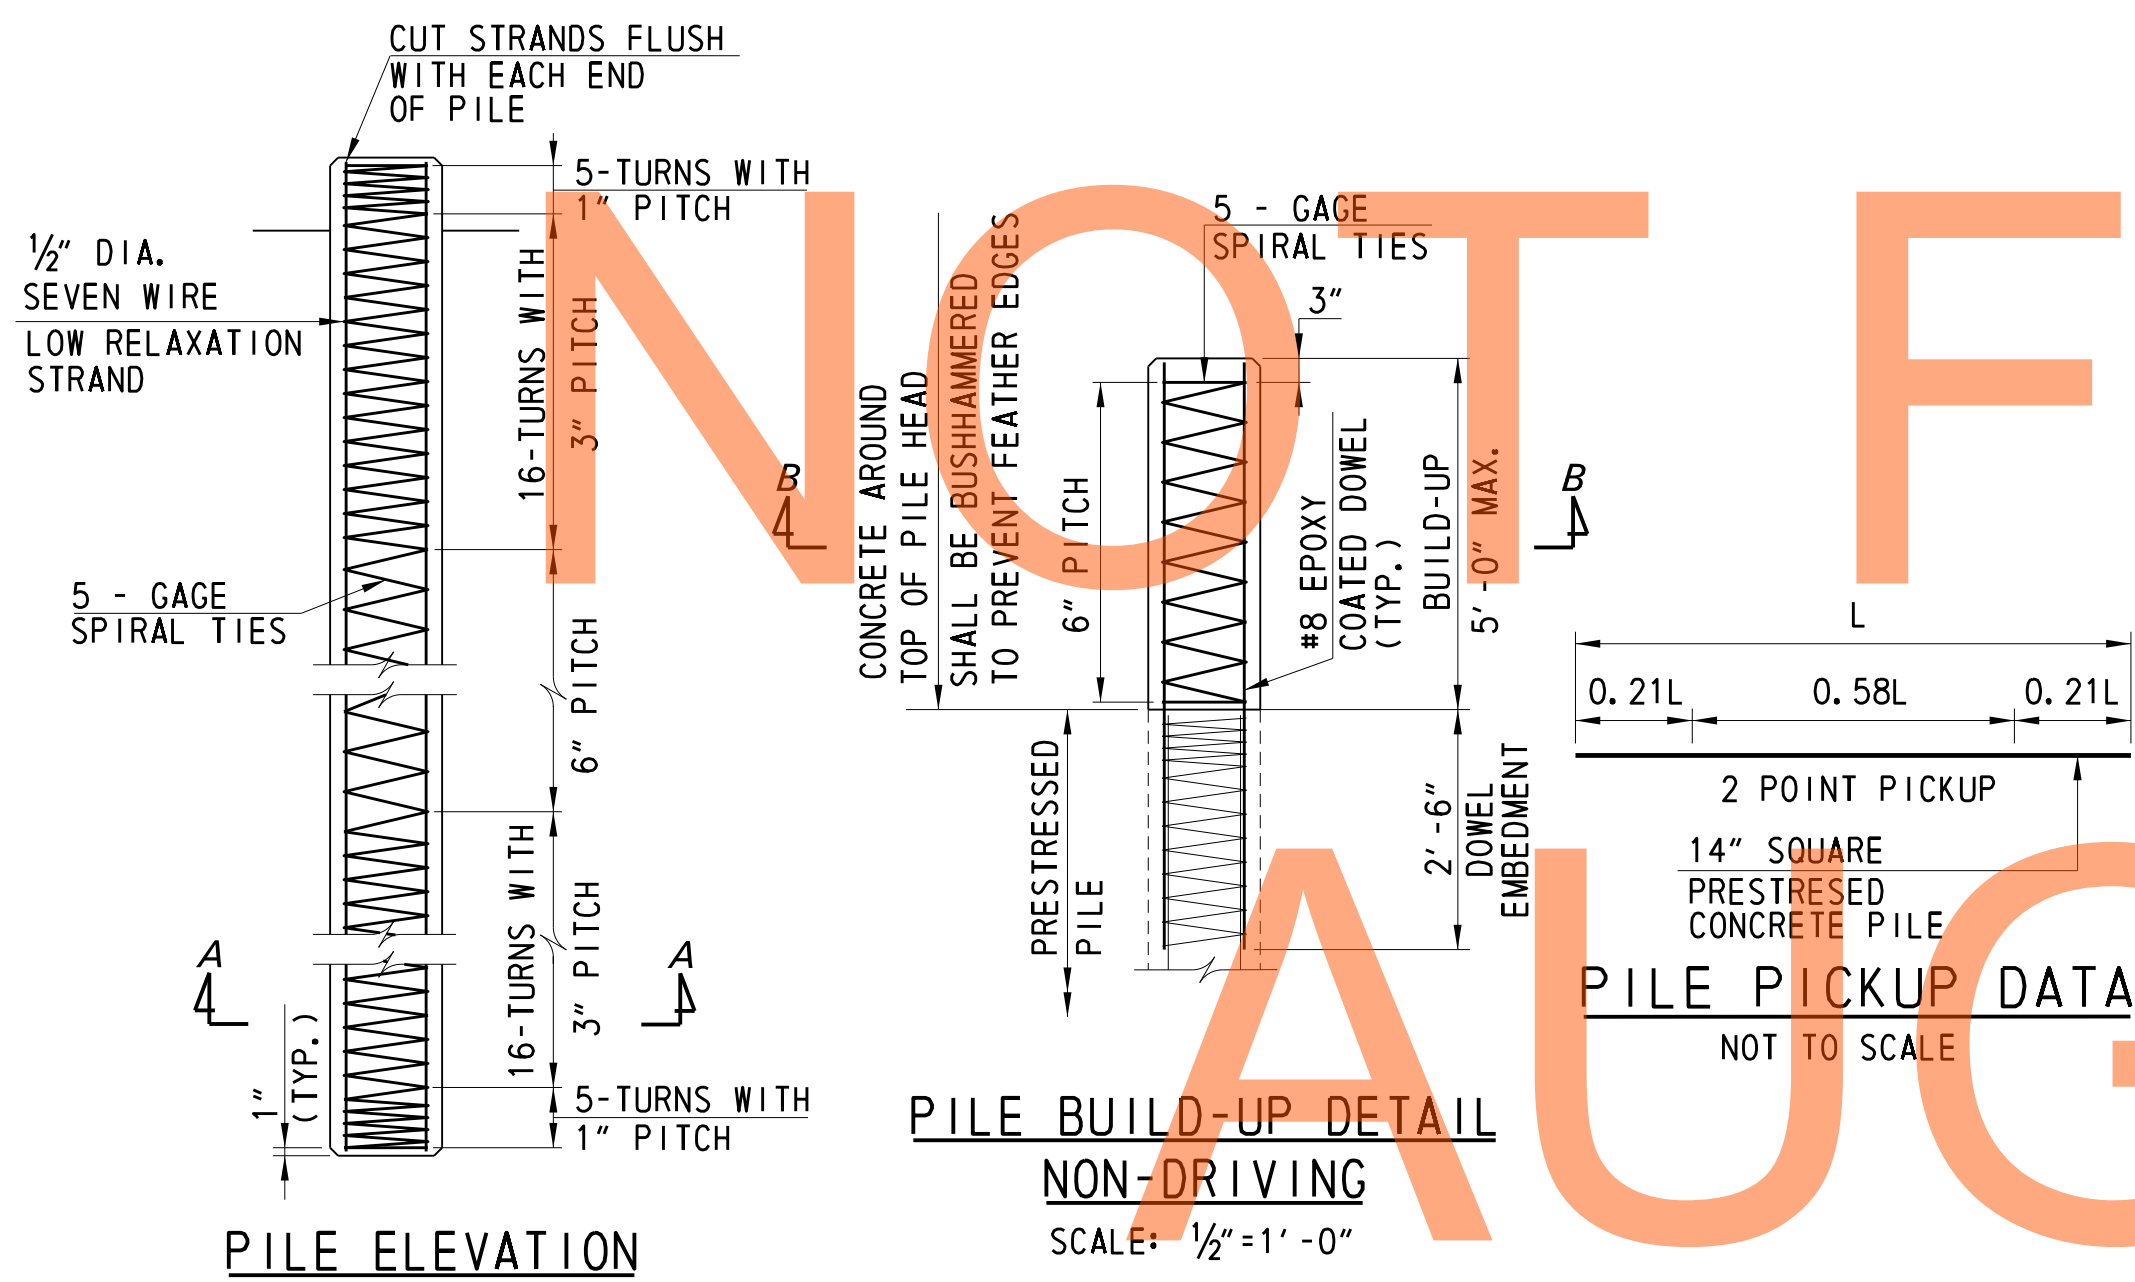 CUT STRANDS FLUSH
WITH EACH END
OF PILE
5-TURNS WITH
1" PITCH
½" DIA.
SEVEN WIRE
LOW RELAXATION
STRAND
16-TURNS WITH
3" PITCH
5 - GAGE
SPIRAL TIES
6" PITCH
16-TURNS WITH
3" PITCH
A
A
1"
(TYP.)
5-TURNS WITH
1" PITCH
PILE ELEVATION
CONCRETE AROUND
TOP OF PILE HEAD
SHALL BE BUSHHAMMERED
TO PREVENT FEATHER EDGES
5 - GAGE
SPIRAL TIES
3"
B
B
6" PITCH
#8 EPOXY
COATED DOWEL
(TYP.)
BUILD-UP
5'-0" MAX.
PRESTRESSED
PILE
2'-6"
DOWEL
EMBEDMENT
PILE BUILD-UP DETAIL
NON-DRIVING
SCALE: ½"=1'-0"
L
0.21L
0.58L
0.21L
2 POINT PICKUP
14" SQUARE
PRESTRESED
CONCRETE PILE
PILE PICKUP DATA
NOT TO SCALE
NOT F
AUG